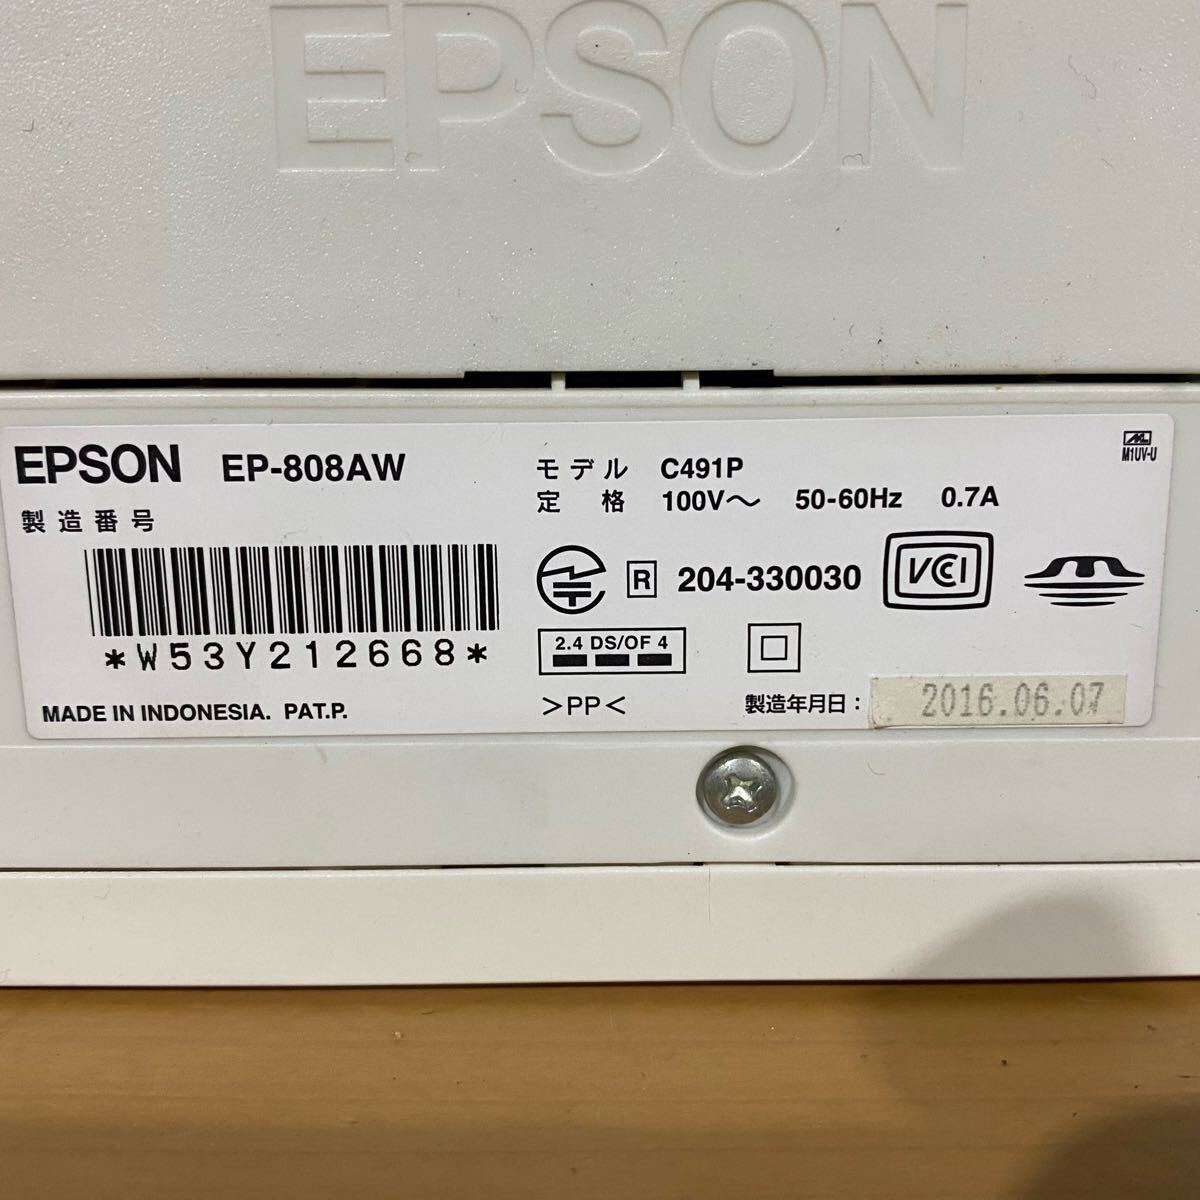 EPSON
EPSON EP-808AW
製造番号
*W53Y212668*
MADE IN INDONESIA. PAT.P.
モデル C491P
定格 100V～ 50-60Hz 0.7A
R 204-330030
VCCI
2.4 DS/OF 4
>PP<
製造年月日: 2016.06.07
M1UV-U